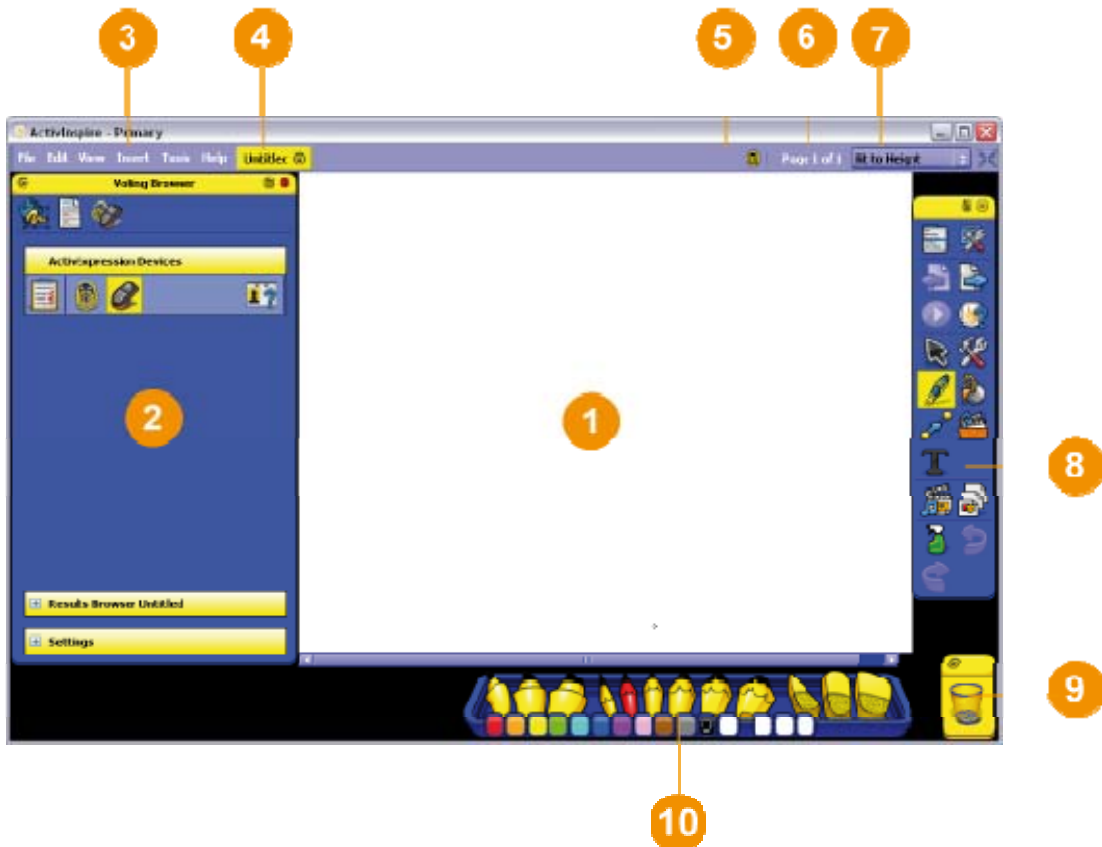 3 4 5 6 7
ActivInspire - Primary
File Edit View Insert Tools Help Untitled Page 1 of 1 Fit to Height
Voting Browser
ActivExpression Devices
2 1
T 8
Results Browser Untitled
Settings
9
10